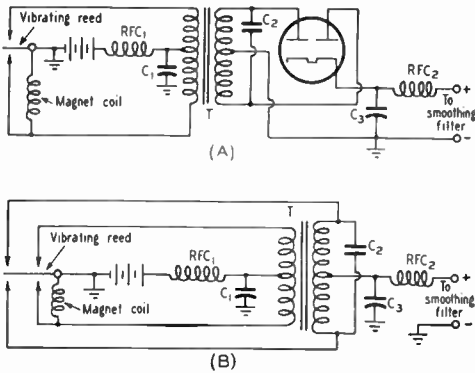 Vibrating reed
RFC1
C1
Magnet coil
T
C2
C3
RFC2
+
To
smoothing
filter
-
(A)
Vibrating reed
RFC1
C1
Magnet coil
T
C2
C3
RFC2
+
To
smoothing
filter
-
(B)